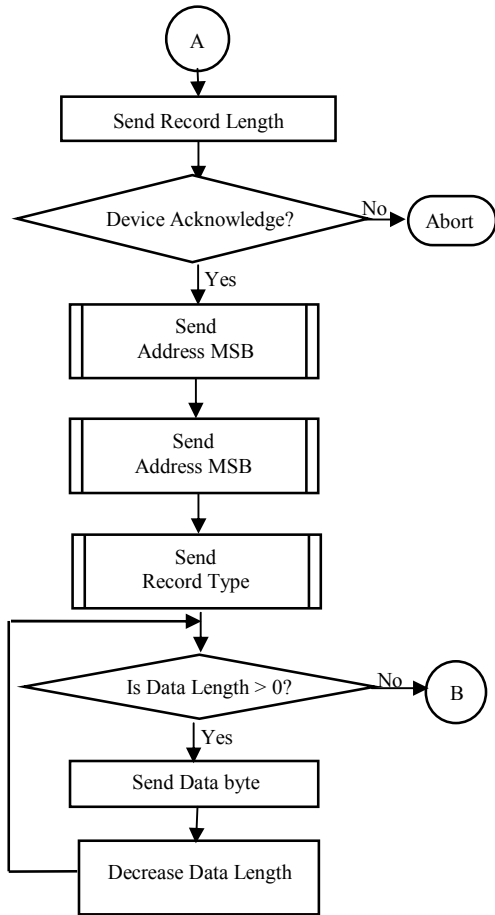 A
Send Record Length
Device Acknowledge?
No
Abort
Yes
Send
Address MSB
Send
Address MSB
Send
Record Type
Is Data Length > 0?
No
B
Yes
Send Data byte
Decrease Data Length